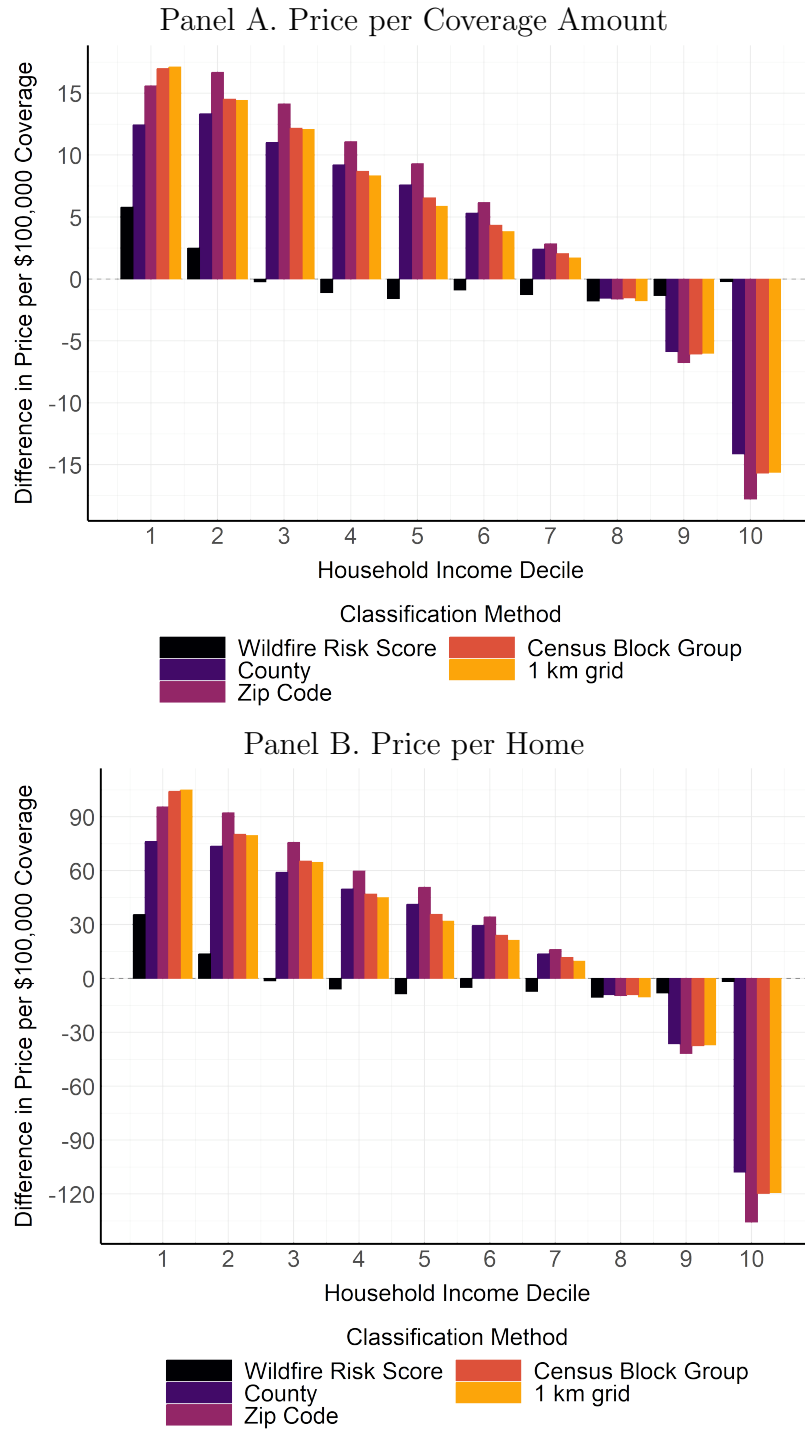 Panel A. Price per Coverage Amount
Difference in Price per $100,000 Coverage
15
10
5
0
-5
-10
-15
1 2 3 4 5 6 7 8 9 10
Household Income Decile
Classification Method
Wildfire Risk Score Census Block Group
County 1 km grid
Zip Code
Panel B. Price per Home
Difference in Price per $100,000 Coverage
90
60
30
0
-30
-60
-90
-120
1 2 3 4 5 6 7 8 9 10
Household Income Decile
Classification Method
Wildfire Risk Score Census Block Group
County 1 km grid
Zip Code